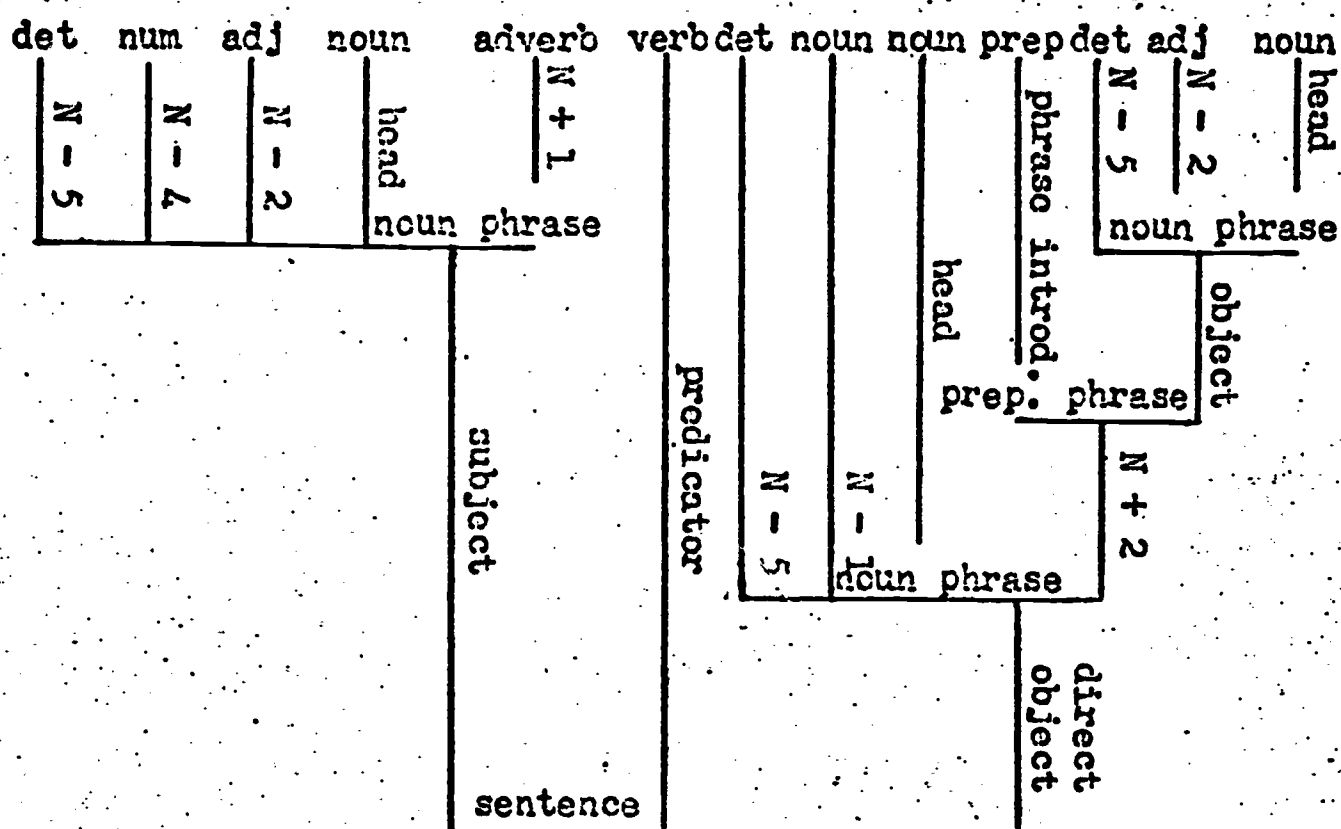 det num adj noun adverb verb det noun noun prep det adj noun
N - 5
N - 4
N - 2
head
N + 1
noun phrase
subject
predicator
N - 5
N - 1
head
phrase introd.
N - 5
N - 2
head
noun phrase
object
prep. phrase
N + 2
noun phrase
direct
object
sentence